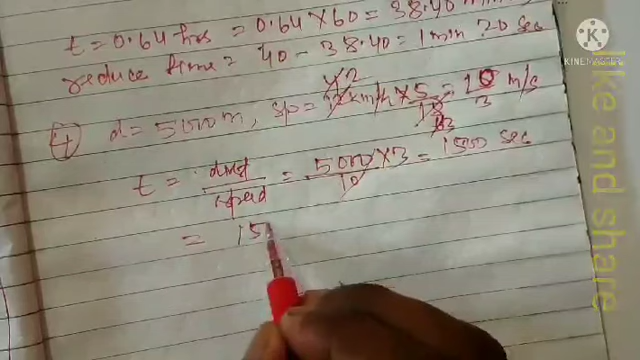 t = 0.64 hrs = 0.64 × 60 = 38.40 min
reduce time = 40 - 38.40 = 1 min 20 sec
KINEMASTER
4 d = 5000 m, sp = 12 km/h × 5/18 = 10/3 m/s
t = dist/speed = 5000 × 3/10 = 1500 sec
= 15
like and share